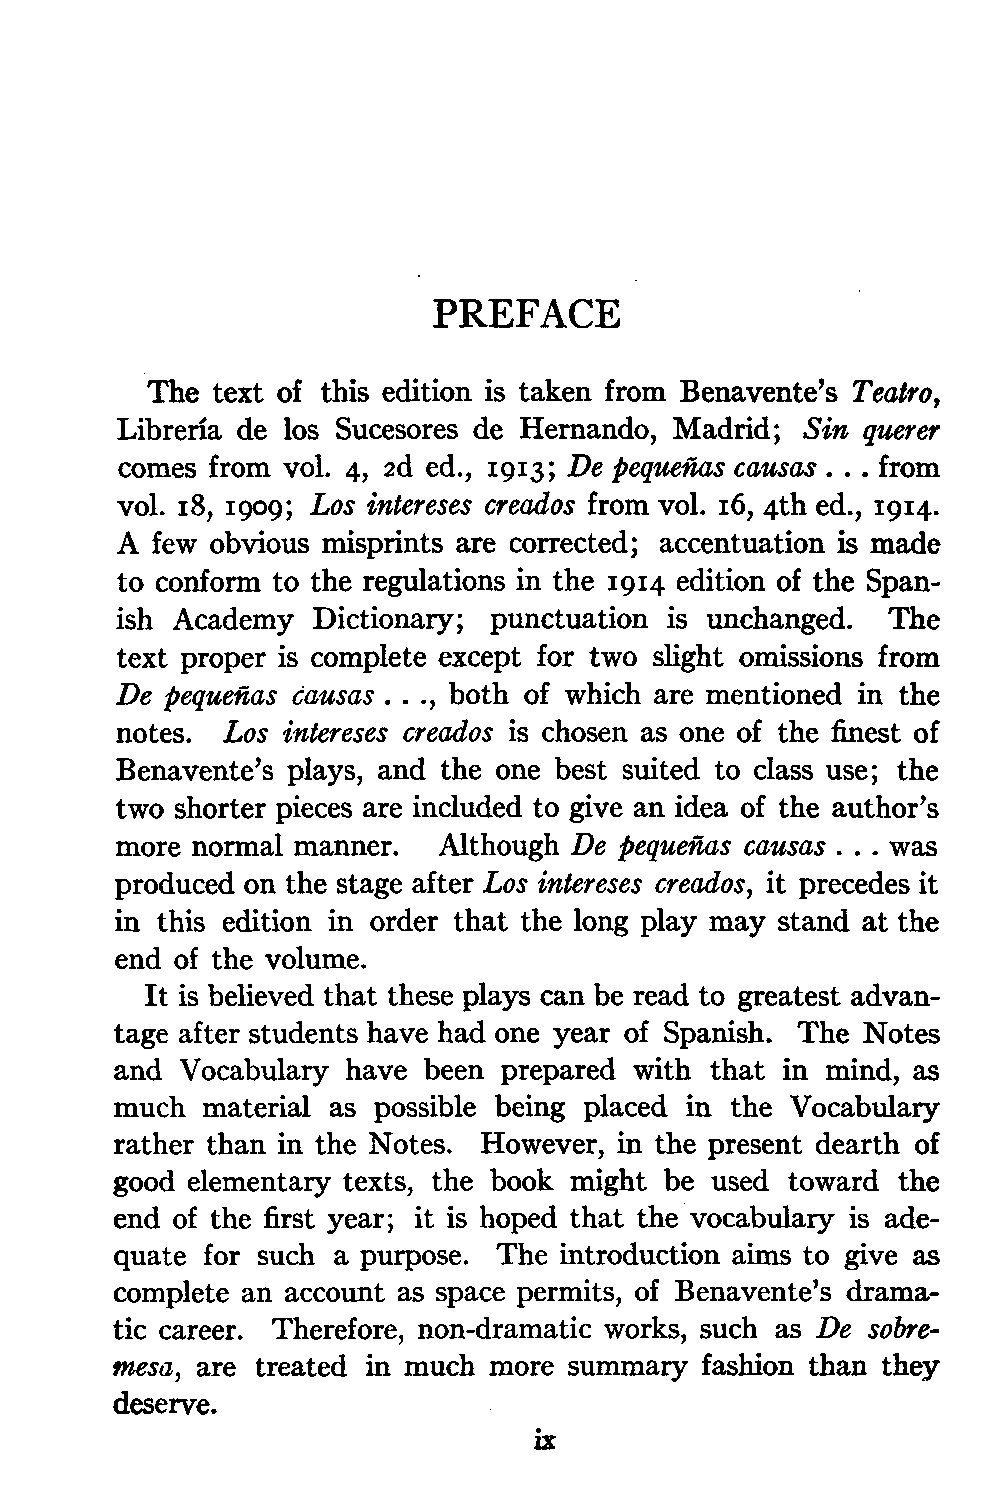 PREFACE
The text of this edition is taken from Benavente's Teatro,
Librería de los Sucesores de Hernando, Madrid; Sin querer
comes from vol. 4, 2d ed., 1913; De pequeñas causas . . . from
vol. 18, 1909; Los intereses creados from vol. 16, 4th ed., 1914.
A few obvious misprints are corrected; accentuation is made
to conform to the regulations in the 1914 edition of the Span-
ish Academy Dictionary; punctuation is unchanged. The
text proper is complete except for two slight omissions from
De pequeñas causas . . ., both of which are mentioned in the
notes. Los intereses creados is chosen as one of the finest of
Benavente's plays, and the one best suited to class use; the
two shorter pieces are included to give an idea of the author's
more normal manner. Although De pequeñas causas . . . was
produced on the stage after Los intereses creados, it precedes it
in this edition in order that the long play may stand at the
end of the volume.
It is believed that these plays can be read to greatest advan-
tage after students have had one year of Spanish. The Notes
and Vocabulary have been prepared with that in mind, as
much material as possible being placed in the Vocabulary
rather than in the Notes. However, in the present dearth of
good elementary texts, the book might be used toward the
end of the first year; it is hoped that the vocabulary is ade-
quate for such a purpose. The introduction aims to give as
complete an account as space permits, of Benavente's drama-
tic career. Therefore, non-dramatic works, such as De sobre-
mesa, are treated in much more summary fashion than they
deserve.
ix